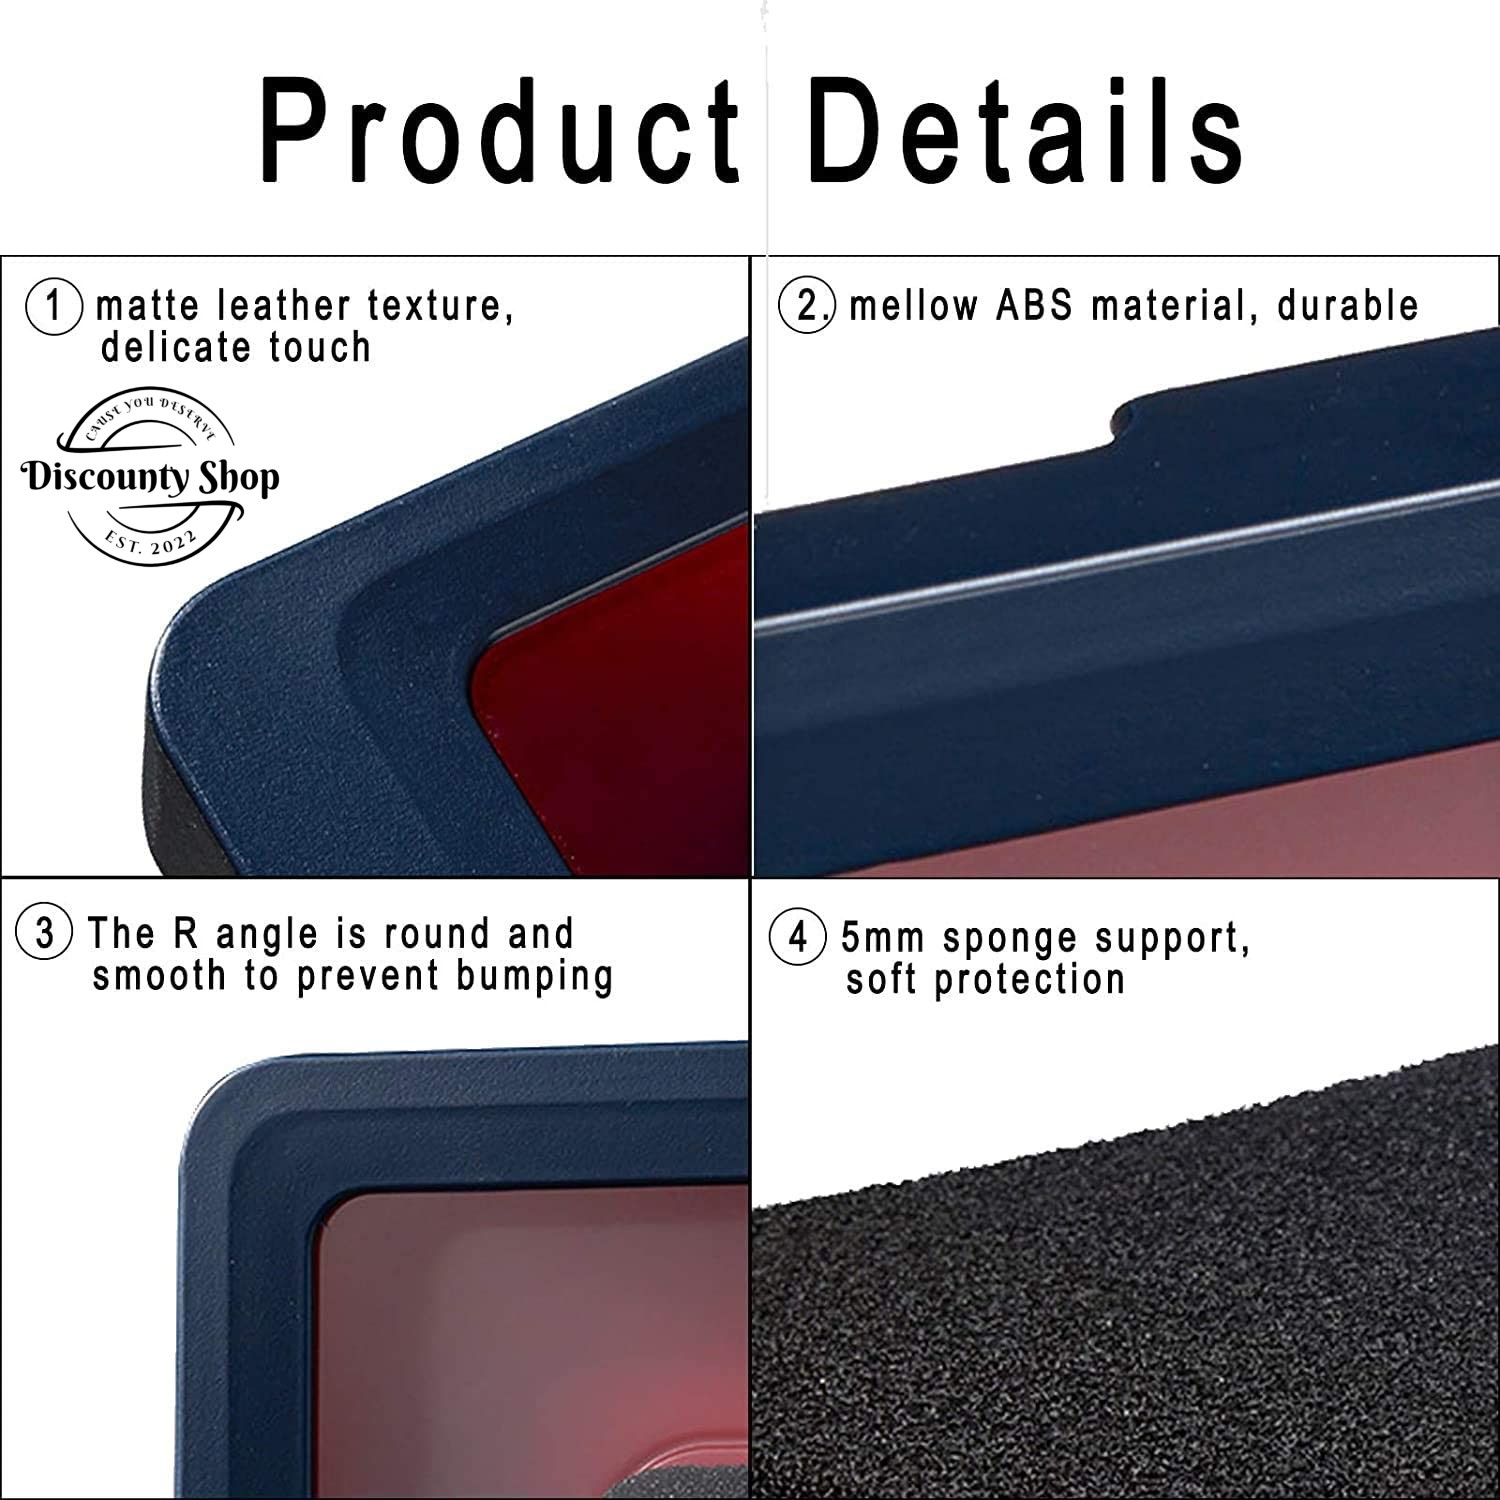 Product Details
1 matte leather texture,
delicate touch
2. mellow ABS material, durable
CAUSE YOU DESERVE
Discounty Shop
EST. 2022
3 The R angle is round and
smooth to prevent bumping
4 5mm sponge support,
soft protection